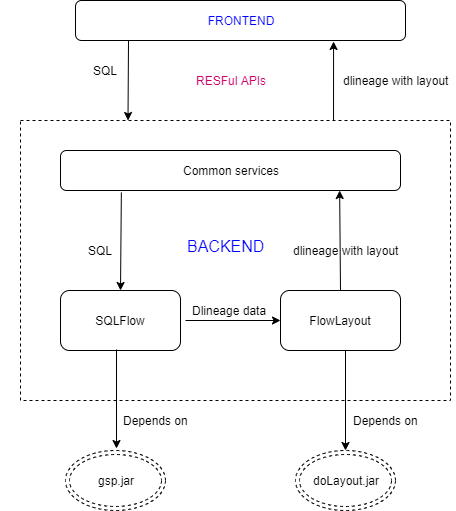 FRONTEND
SQL
RESFul APIs
dlineage with layout
Common services
SQL
BACKEND
dlineage with layout
SQLFlow
Dlineage data
FlowLayout
Depends on
Depends on
gsp.jar
doLayout.jar